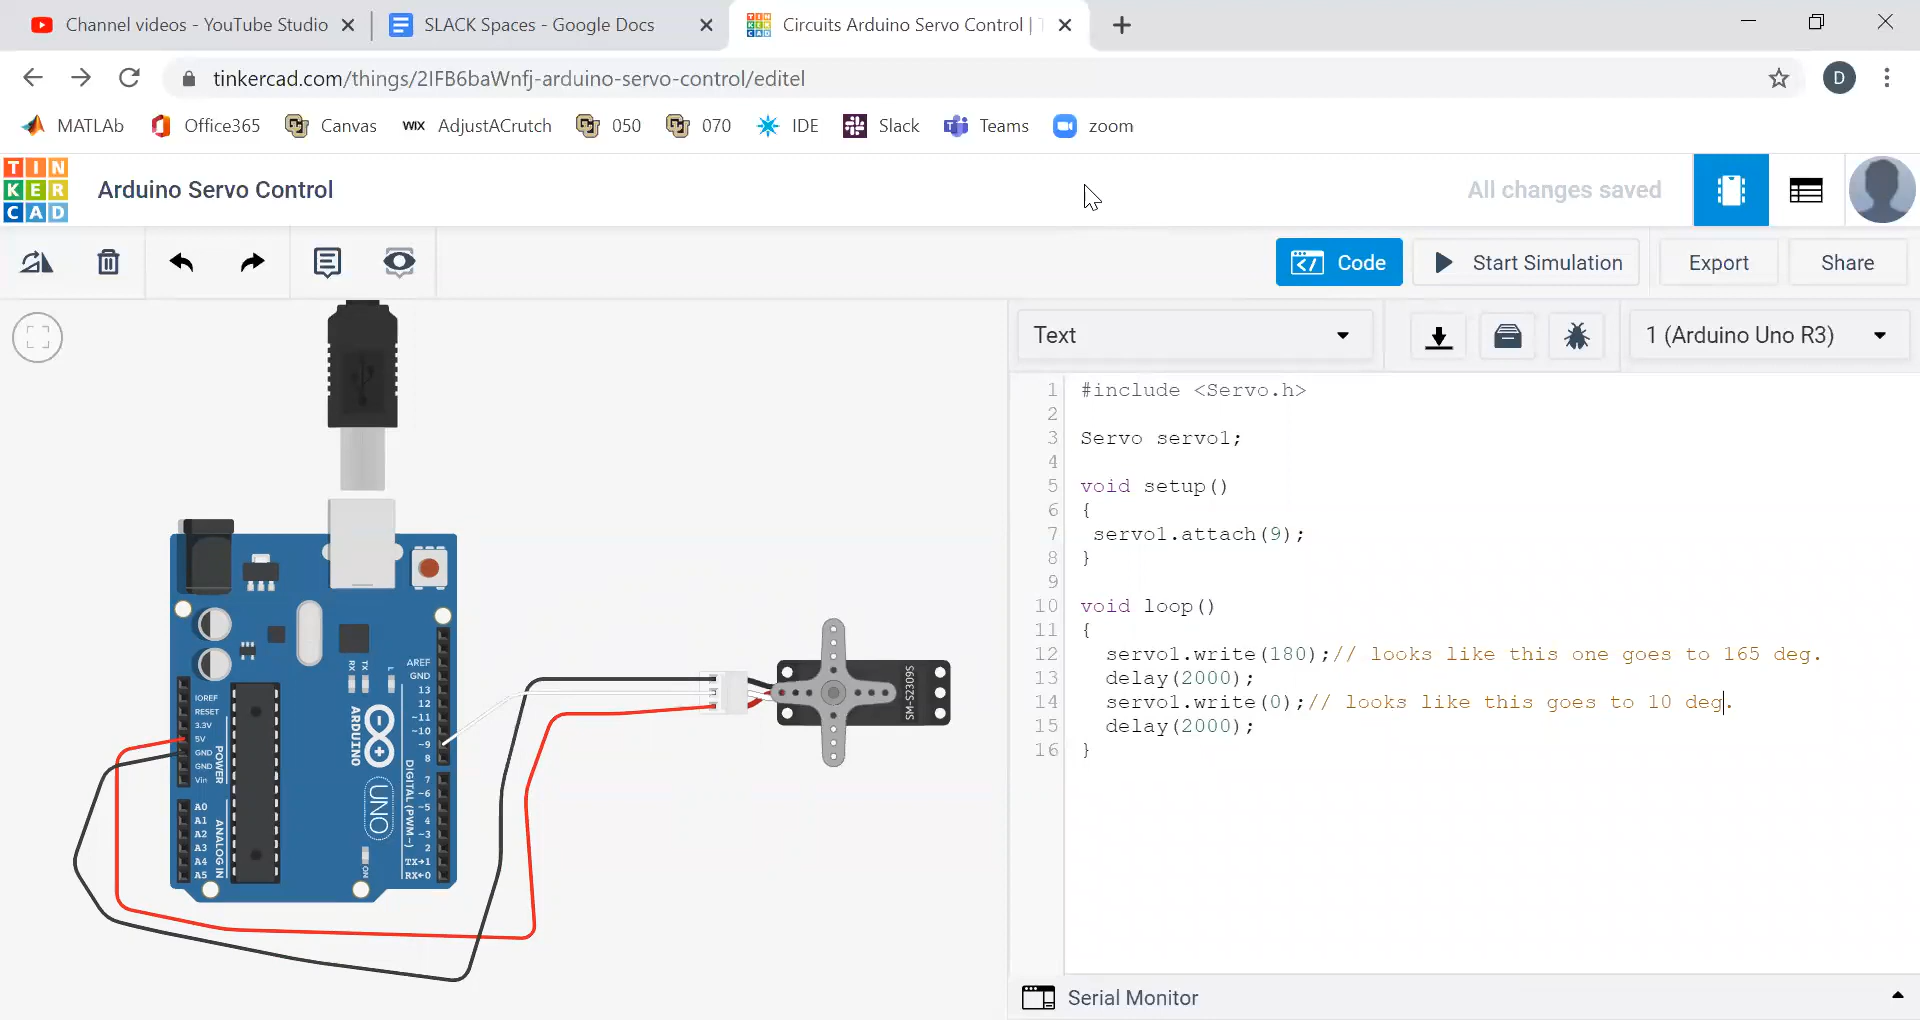 Channel videos - YouTube Studio
SLACK Spaces - Google Docs
Circuits Arduino Servo Control |
tinkercad.com/things/2IFB6baWnfj-arduino-servo-control/editel
D
MATLAb
Office365
Canvas
WIX AdjustACrutch
050
070
IDE
Slack
Teams
zoom
TIN
KER
CAD
Arduino Servo Control
All changes saved
Code
Start Simulation
Export
Share
Text
1 (Arduino Uno R3)
1 #include <Servo.h>
2
3 Servo servo1;
4
5 void setup()
6 {
7 servo1.attach(9);
8 }
9
10 void loop()
11 {
12 servo1.write(180);// looks like this one goes to 165 deg.
13 delay(2000);
14 servo1.write(0);// looks like this goes to 10 deg.
15 delay(2000);
16 }
Serial Monitor
AREF
GND
13
12
~11
~10
~9
8
7
~6
~5
4
~3
2
TX→1
RX←0
DIGITAL (PWM~)
IOREF
RESET
3.3V
5V
GND
GND
Vin
POWER
A0
A1
A2
A3
A4
A5
ANALOG IN
RX
TX
L
ARDUINO
UNO
ON
SM-S2309S